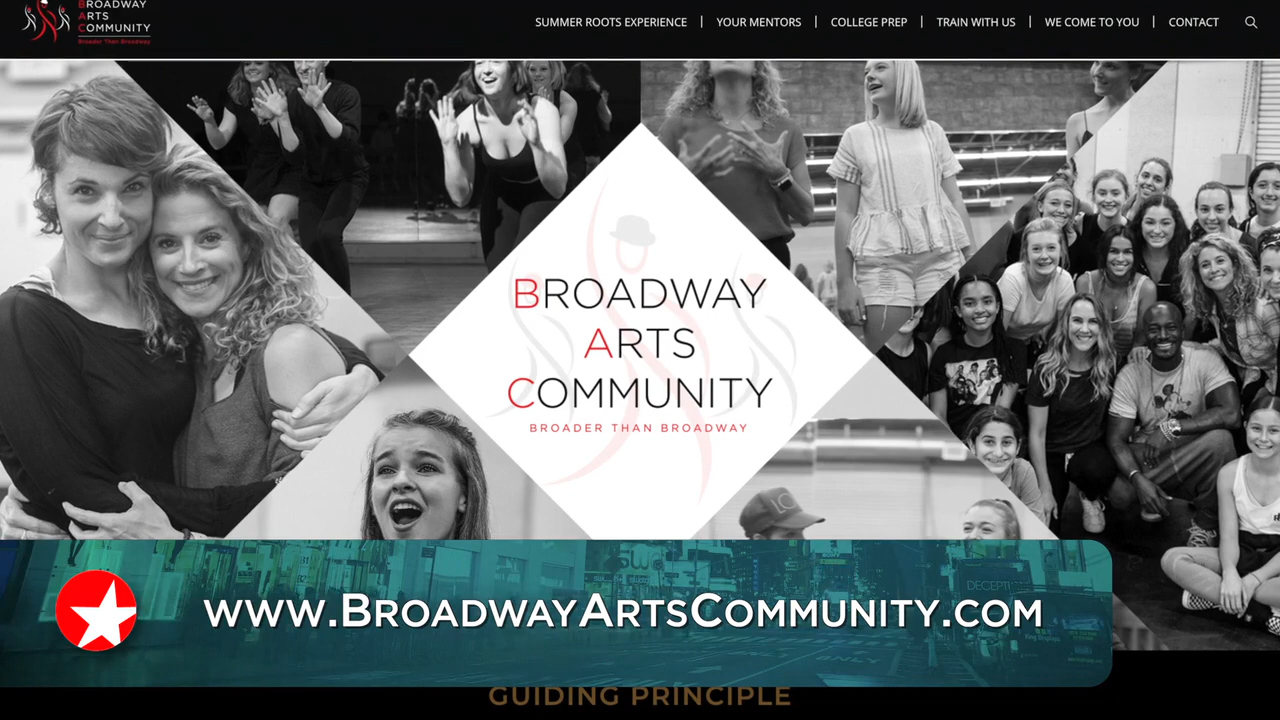 BROADWAY
ARTS
COMMUNITY
Broader Than Broadway
SUMMER ROOTS EXPERIENCE | YOUR MENTORS | COLLEGE PREP | TRAIN WITH US | WE COME TO YOU | CONTACT
BROADWAY
ARTS
COMMUNITY
BROADER THAN BROADWAY
www.BroadwayArtsCommunity.com
GUIDING PRINCIPLE